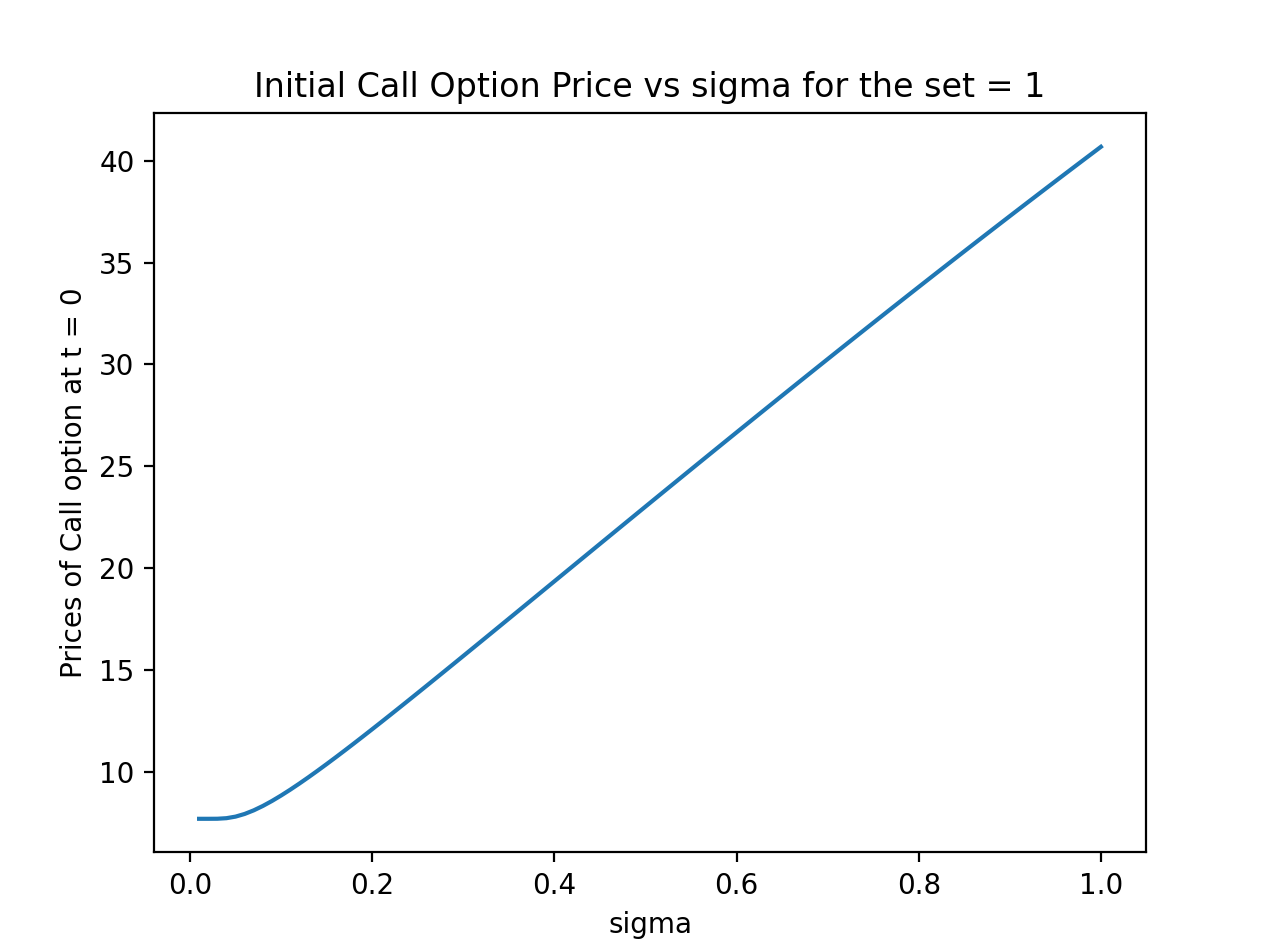 Initial Call Option Price vs sigma for the set = 1
Prices of Call option at t = 0
40
35
30
25
20
15
10
0.0 0.2 0.4 0.6 0.8 1.0
sigma